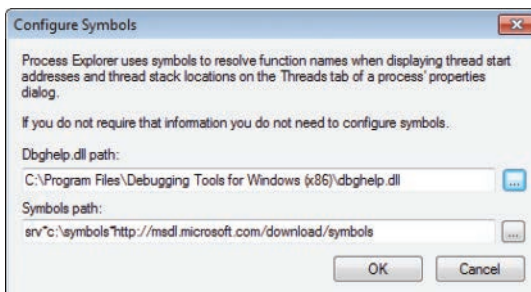 Configure Symbols
Process Explorer uses symbols to resolve function names when displaying thread start
addresses and thread stack locations on the Threads tab of a process' properties
dialog.
If you do not require that information you do not need to configure symbols.
Dbghelp.dll path:
C:\Program Files\Debugging Tools for Windows (x86)\dbghelp.dll
...
Symbols path:
srv*c:\symbols*http://msdl.microsoft.com/download/symbols
...
OK
Cancel